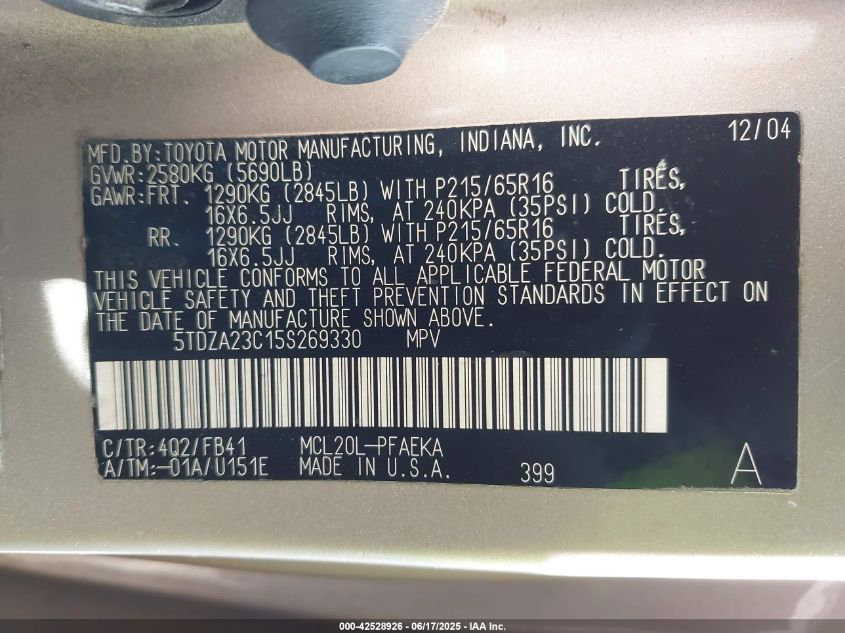 MFD.BY:TOYOTA MOTOR MANUFACTURING, INDIANA, INC. 12/04
GVWR:2580KG (5690LB)
GAWR:FRT. 1290KG (2845LB) WITH P215/65R16 TIRES,
16X6.5JJ RIMS, AT 240KPA (35PSI) COLD.
RR. 1290KG (2845LB) WITH P215/65R16 TIRES,
16X6.5JJ RIMS, AT 240KPA (35PSI) COLD.
THIS VEHICLE CONFORMS TO ALL APPLICABLE FEDERAL MOTOR
VEHICLE SAFETY AND THEFT PREVENTION STANDARDS IN EFFECT ON
THE DATE OF MANUFACTURE SHOWN ABOVE.
5TDZA23C15S269330 MPV
C/TR:4Q2/FB41 MCL20L-PFAEKA
A/TM:-01A/U151E MADE IN U.S.A. 399 A
000-42528926 - 06/17/2025 - IAA Inc.